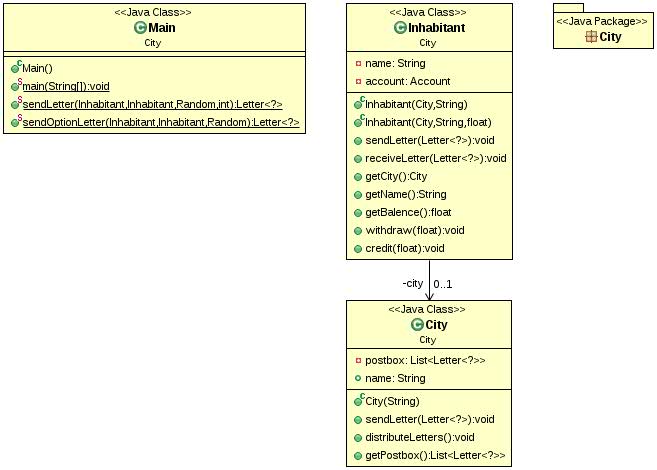 <<Java Class>>
Main
City
Main()
main(String[]):void
sendLetter(Inhabitant,Inhabitant,Random,int):Letter<?>
sendOptionLetter(Inhabitant,Inhabitant,Random):Letter<?>
<<Java Class>>
Inhabitant
City
name: String
account: Account
Inhabitant(City,String)
Inhabitant(City,String,float)
sendLetter(Letter<?>):void
receiveLetter(Letter<?>):void
getCity():City
getName():String
getBalence():float
withdraw(float):void
credit(float):void
<<Java Package>>
City
-city 0..1
<<Java Class>>
City
City
postbox: List<Letter<?>>
name: String
City(String)
sendLetter(Letter<?>):void
distributeLetters():void
getPostbox():List<Letter<?>>